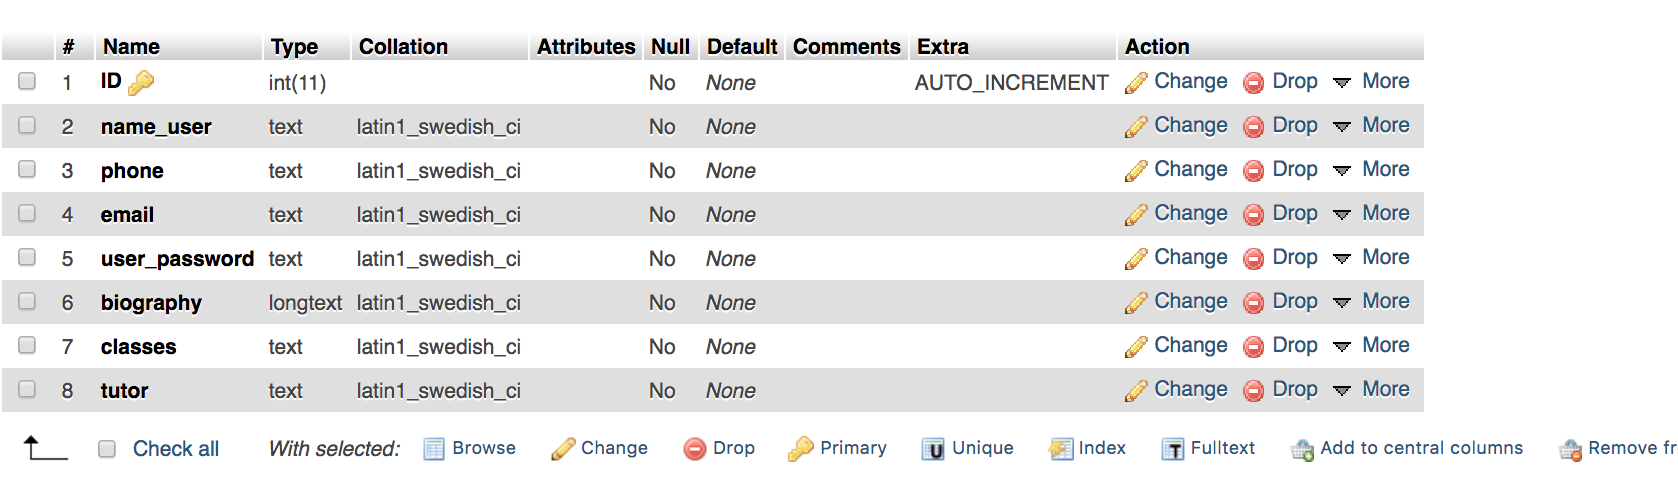 # Name Type Collation Attributes Null Default Comments Extra Action
1 ID int(11) No None AUTO_INCREMENT Change Drop More
2 name_user text latin1_swedish_ci No None Change Drop More
3 phone text latin1_swedish_ci No None Change Drop More
4 email text latin1_swedish_ci No None Change Drop More
5 user_password text latin1_swedish_ci No None Change Drop More
6 biography longtext latin1_swedish_ci No None Change Drop More
7 classes text latin1_swedish_ci No None Change Drop More
8 tutor text latin1_swedish_ci No None Change Drop More
Check all With selected: Browse Change Drop Primary Unique Index Fulltext Add to central columns Remove fr